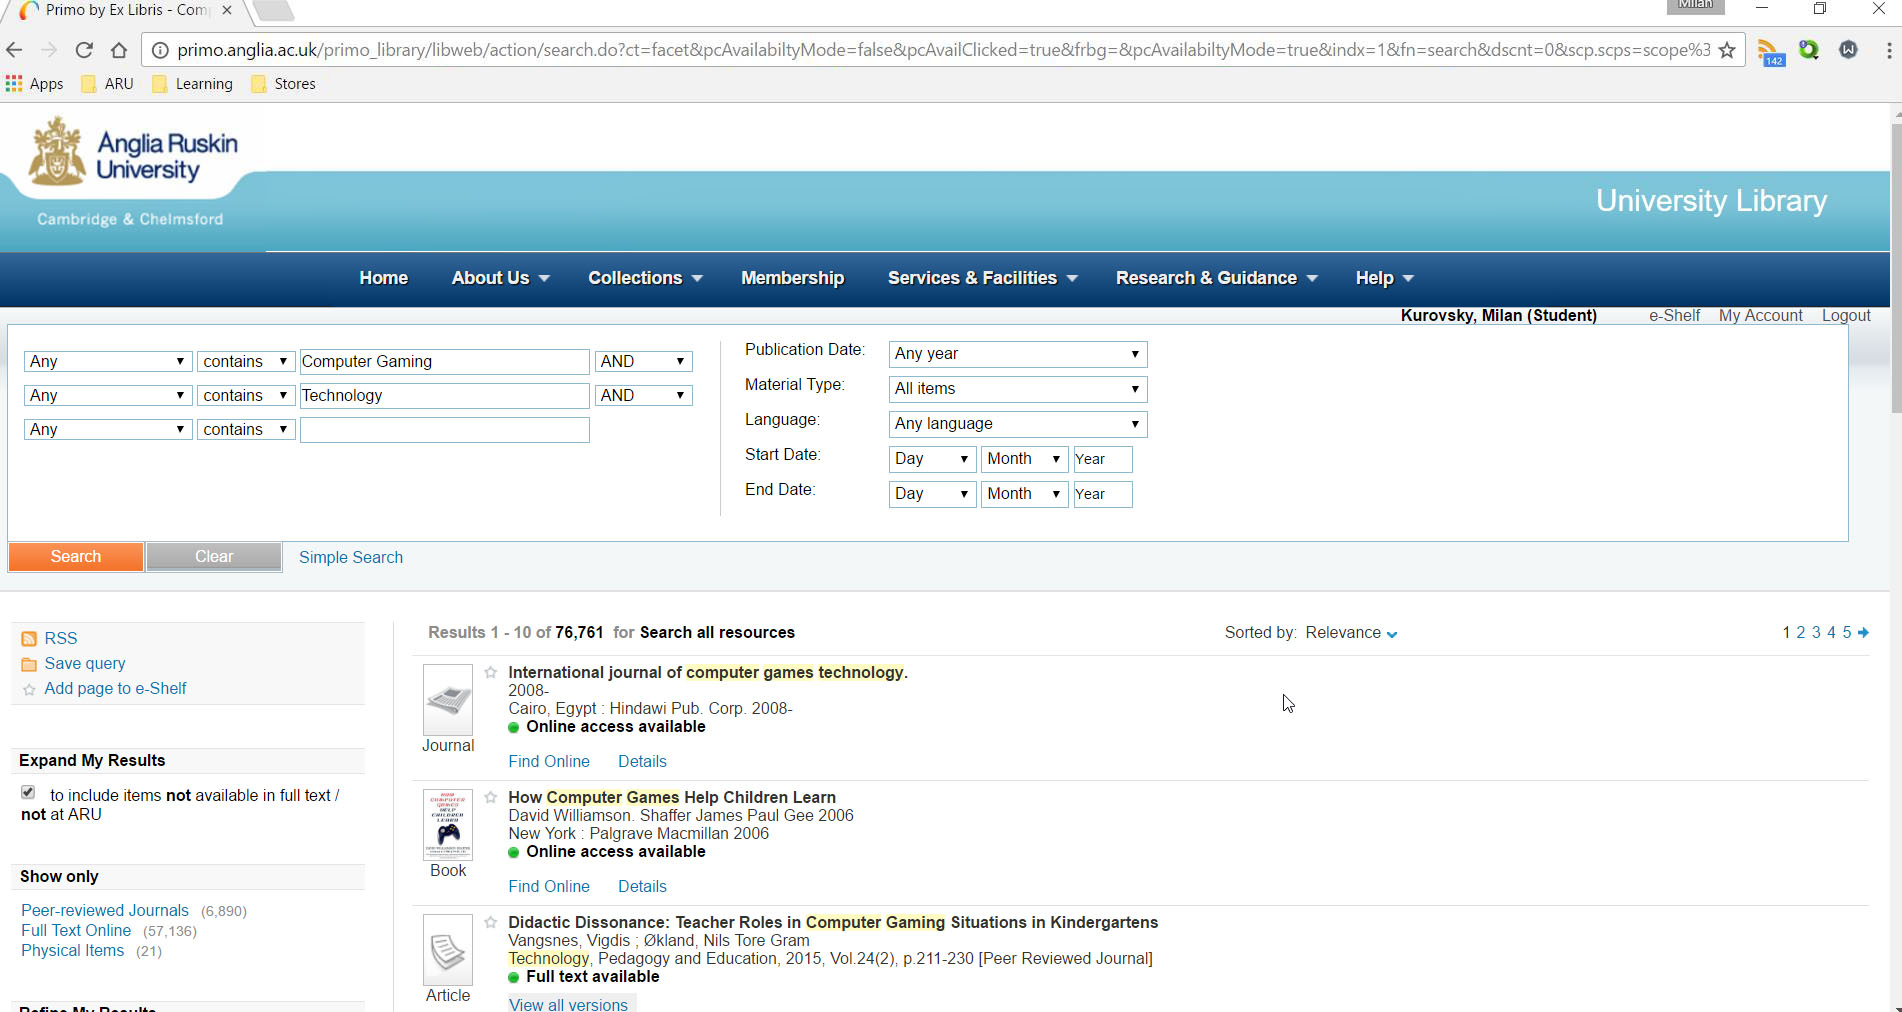 Primo by Ex Libris - Com
Milan
primo.anglia.ac.uk/primo_library/libweb/action/search.do?ct=facet&pcAvailabiltyMode=false&pcAvailClicked=true&frbg=&pcAvailabiltyMode=true&indx=1&fn=search&dscnt=0&scp.scps=scope%3
142
Apps ARU Learning Stores
Anglia Ruskin
University
Cambridge & Chelmsford
University Library
Home About Us Collections Membership Services & Facilities Research & Guidance Help
Kurovsky, Milan (Student) e-Shelf My Account Logout
Any contains Computer Gaming AND
Any contains Technology AND
Any contains
Publication Date: Any year
Material Type: All items
Language: Any language
Start Date: Day Month Year
End Date: Day Month Year
Search Clear Simple Search
RSS
Save query
Add page to e-Shelf
Expand My Results
to include items not available in full text /
not at ARU
Show only
Peer-reviewed Journals (6,890)
Full Text Online (57,136)
Physical Items (21)
Refine My Results
Results 1 - 10 of 76,761 for Search all resources
Sorted by: Relevance
1 2 3 4 5
International journal of computer games technology.
2008-
Cairo, Egypt : Hindawi Pub. Corp. 2008-
Online access available
Journal
Find Online Details
How Computer Games Help Children Learn
David Williamson. Shaffer James Paul Gee 2006
New York : Palgrave Macmillan 2006
Online access available
HOW
COMPUTER
GAMES
HELP
CHILDREN
LEARN
Book
Find Online Details
Didactic Dissonance: Teacher Roles in Computer Gaming Situations in Kindergartens
Vangsnes, Vigdis ; Økland, Nils Tore Gram
Technology, Pedagogy and Education, 2015, Vol.24(2), p.211-230 [Peer Reviewed Journal]
Full text available
Article
View all versions